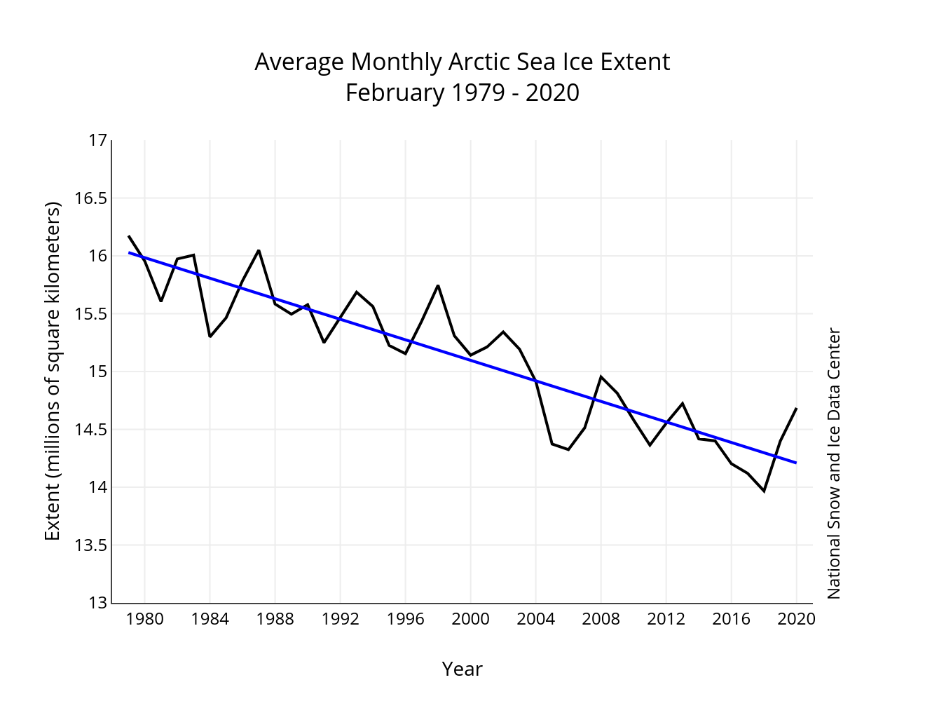 Average Monthly Arctic Sea Ice Extent
February 1979 - 2020
Extent (millions of square kilometers)
17
16.5
16
15.5
15
14.5
14
13.5
13
1980 1984 1988 1992 1996 2000 2004 2008 2012 2016 2020
Year
National Snow and Ice Data Center